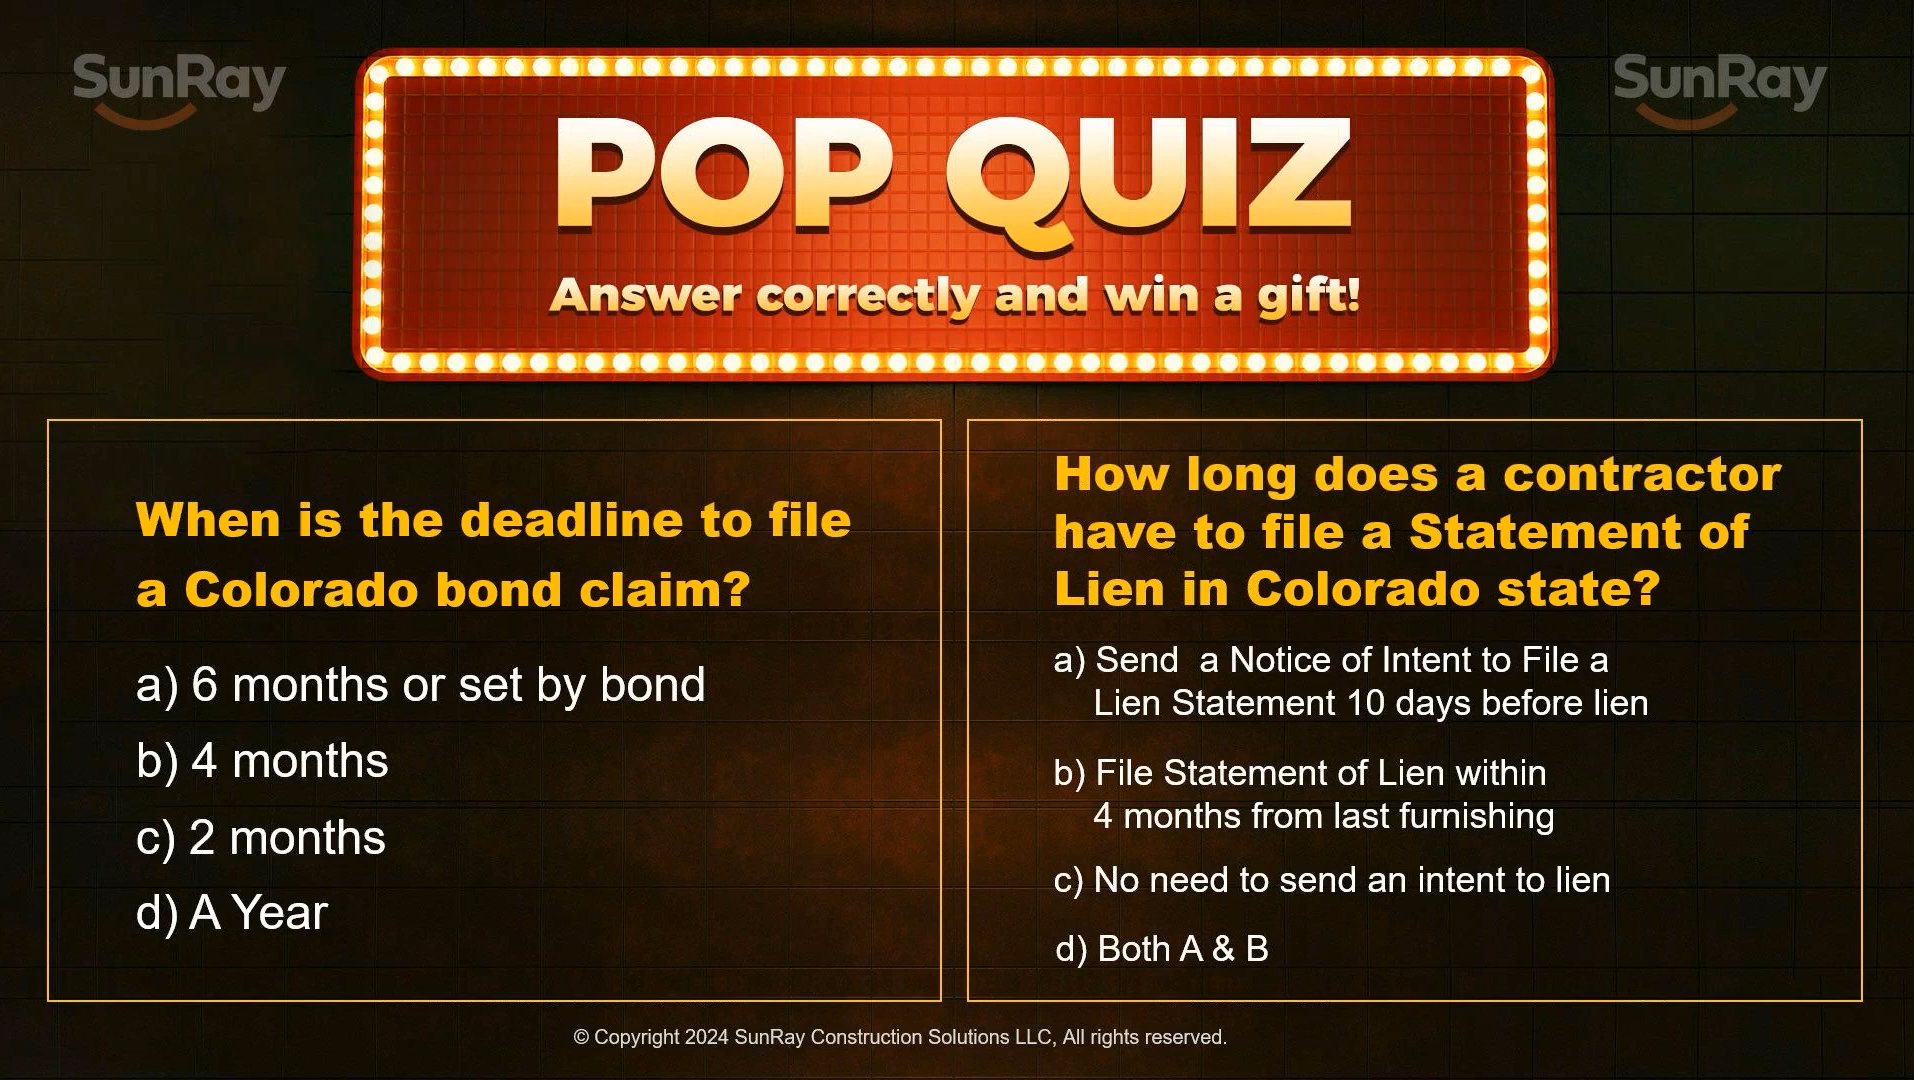 SunRay
SunRay
POP QUIZ
Answer correctly and win a gift!
When is the deadline to file
a Colorado bond claim?
a) 6 months or set by bond
b) 4 months
c) 2 months
d) A Year
How long does a contractor
have to file a Statement of
Lien in Colorado state?
a) Send  a Notice of Intent to File a
Lien Statement 10 days before lien
b) File Statement of Lien within
4 months from last furnishing
c) No need to send an intent to lien
d) Both A & B
© Copyright 2024 SunRay Construction Solutions LLC, All rights reserved.